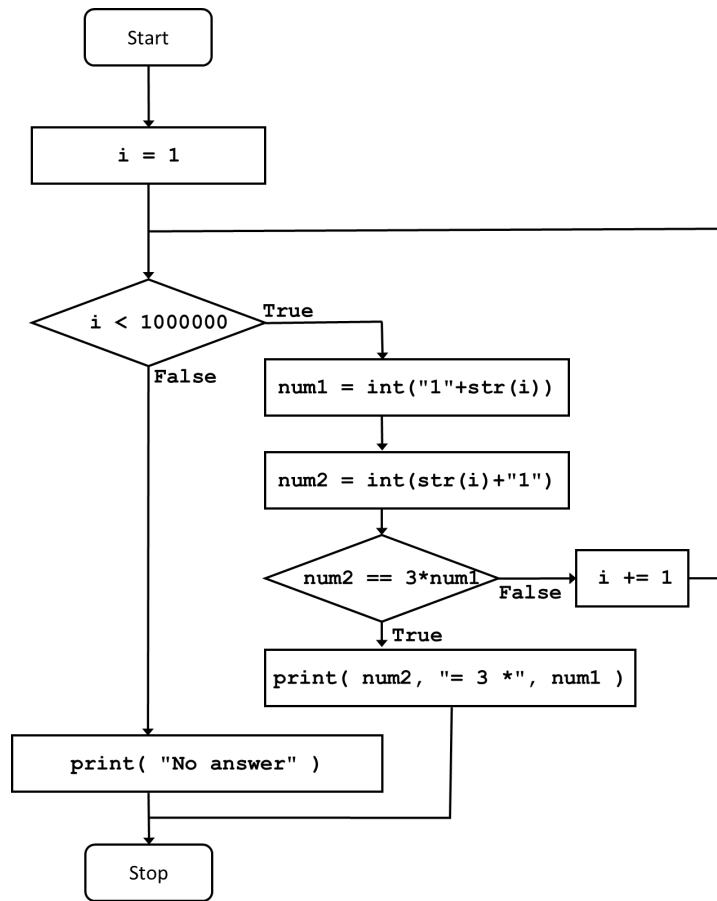 Start
i = 1
i < 1000000
True
False
num1 = int("1"+str(i))
num2 = int(str(i)+"1")
num2 == 3*num1
False
i += 1
True
print( num2, "= 3 *", num1 )
print( "No answer" )
Stop